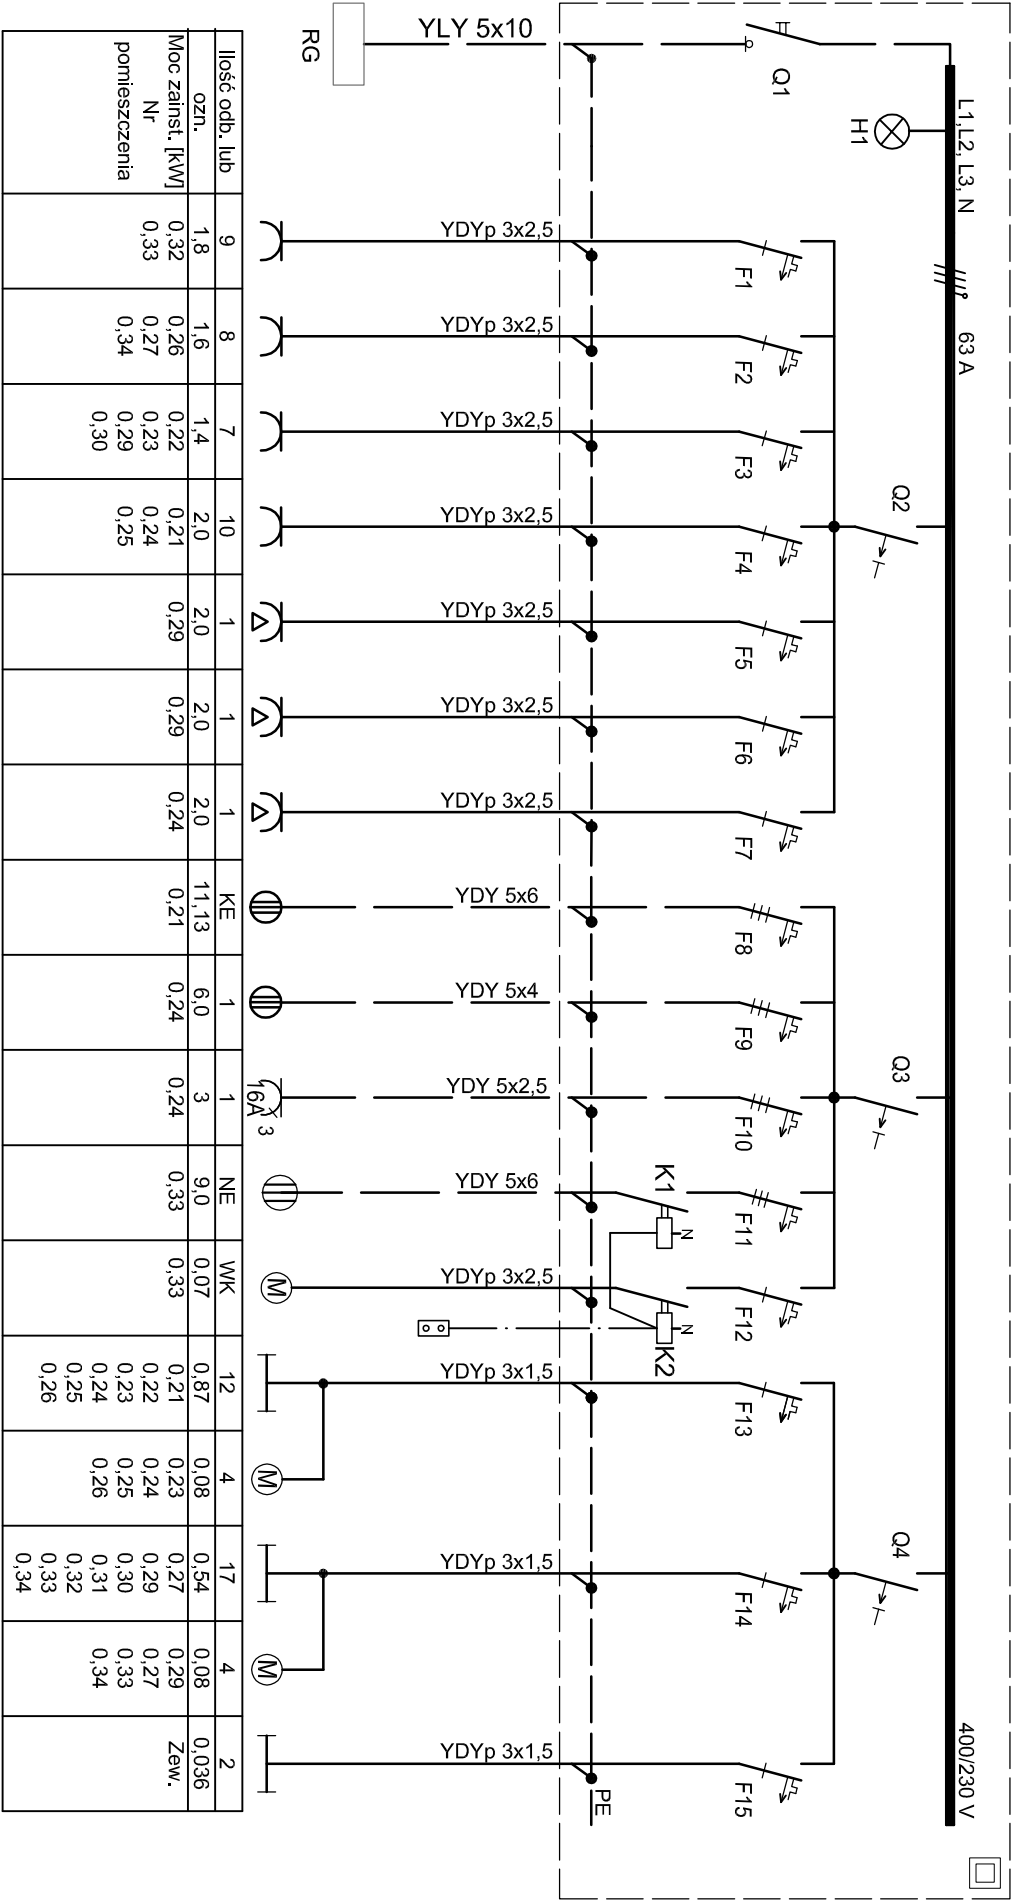 L1,L2, L3, N
63 A
400/230 V
Q1
H1
Q2
Q3
Q4
F1
F2
F3
F4
F5
F6
F7
F8
F9
F10
F11
F12
F13
F14
F15
K1
N
K2
N
PE
RG
YLY 5x10
YDYp 3x2,5
YDYp 3x2,5
YDYp 3x2,5
YDYp 3x2,5
YDYp 3x2,5
YDYp 3x2,5
YDYp 3x2,5
YDY 5x6
YDY 5x4
YDY 5x2,5
YDY 5x6
YDYp 3x2,5
YDYp 3x1,5
YDYp 3x1,5
YDYp 3x1,5
16A
3
M
M
M
Ilość odb. lub
ozn.
9
8
7
10
1
1
1
KE
1
1
NE
WK
12
4
17
4
2
Moc zainst. [kW]
1,8
1,6
1,4
2,0
2,0
2,0
2,0
11,13
6,0
3
9,0
0,07
0,87
0,08
0,54
0,08
0,036
Nr
pomieszczenia
0,32
0,33
0,26
0,27
0,34
0,22
0,23
0,29
0,30
0,21
0,24
0,25
0,29
0,29
0,24
0,21
0,24
0,24
0,33
0,33
0,21
0,22
0,23
0,24
0,25
0,26
0,23
0,24
0,25
0,26
0,27
0,29
0,30
0,31
0,32
0,33
0,34
0,29
0,27
0,33
0,34
Zew.